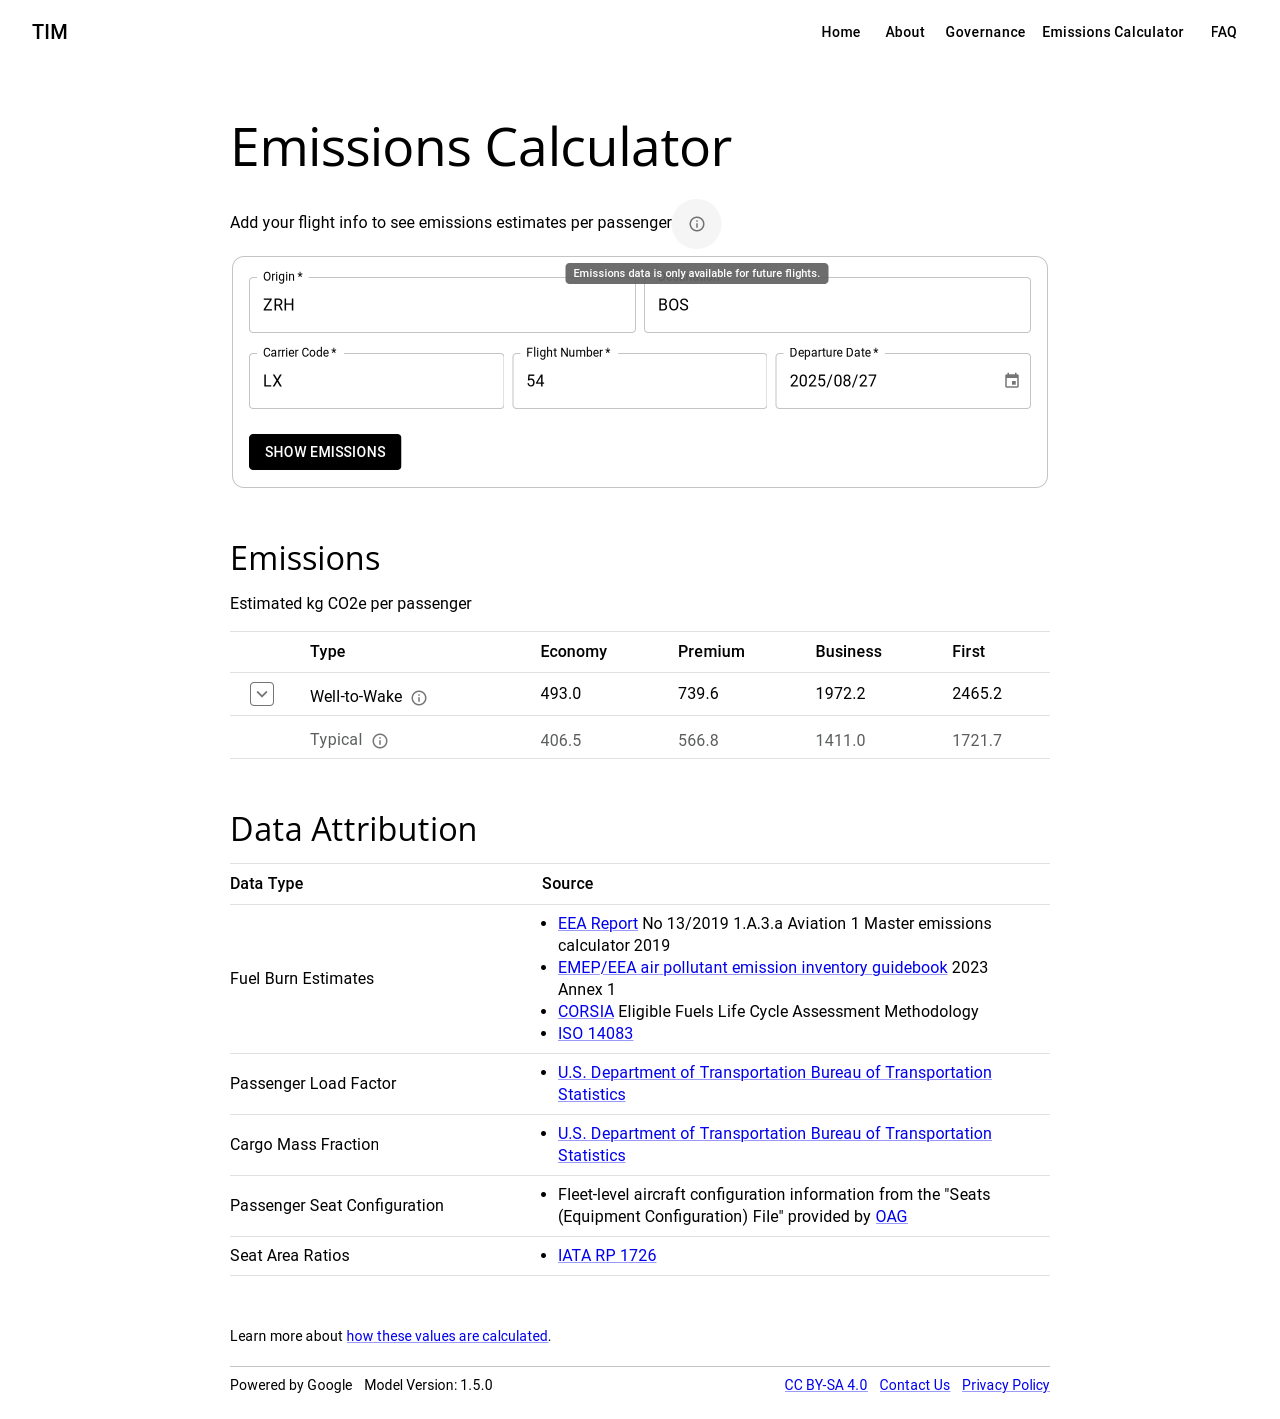 TIM
Home About Governance Emissions Calculator FAQ
Emissions Calculator
Add your flight info to see emissions estimates per passenger
Emissions data is only available for future flights.
Origin *
ZRH
BOS
Carrier Code * Flight Number * Departure Date *
LX 54 2025/08/27
SHOW EMISSIONS
Emissions
Estimated kg CO2e per passenger
Type Economy Premium Business First
Well-to-Wake 493.0 739.6 1972.2 2465.2
Typical 406.5 566.8 1411.0 1721.7
Data Attribution
Data Type Source
Fuel Burn Estimates
• EEA Report No 13/2019 1.A.3.a Aviation 1 Master emissions
calculator 2019
• EMEP/EEA air pollutant emission inventory guidebook 2023
Annex 1
• CORSIA Eligible Fuels Life Cycle Assessment Methodology
• ISO 14083
Passenger Load Factor
• U.S. Department of Transportation Bureau of Transportation
Statistics
Cargo Mass Fraction
• U.S. Department of Transportation Bureau of Transportation
Statistics
Passenger Seat Configuration
• Fleet-level aircraft configuration information from the "Seats
(Equipment Configuration) File" provided by OAG
Seat Area Ratios
• IATA RP 1726
Learn more about how these values are calculated.
Powered by Google Model Version: 1.5.0 CC BY-SA 4.0 Contact Us Privacy Policy